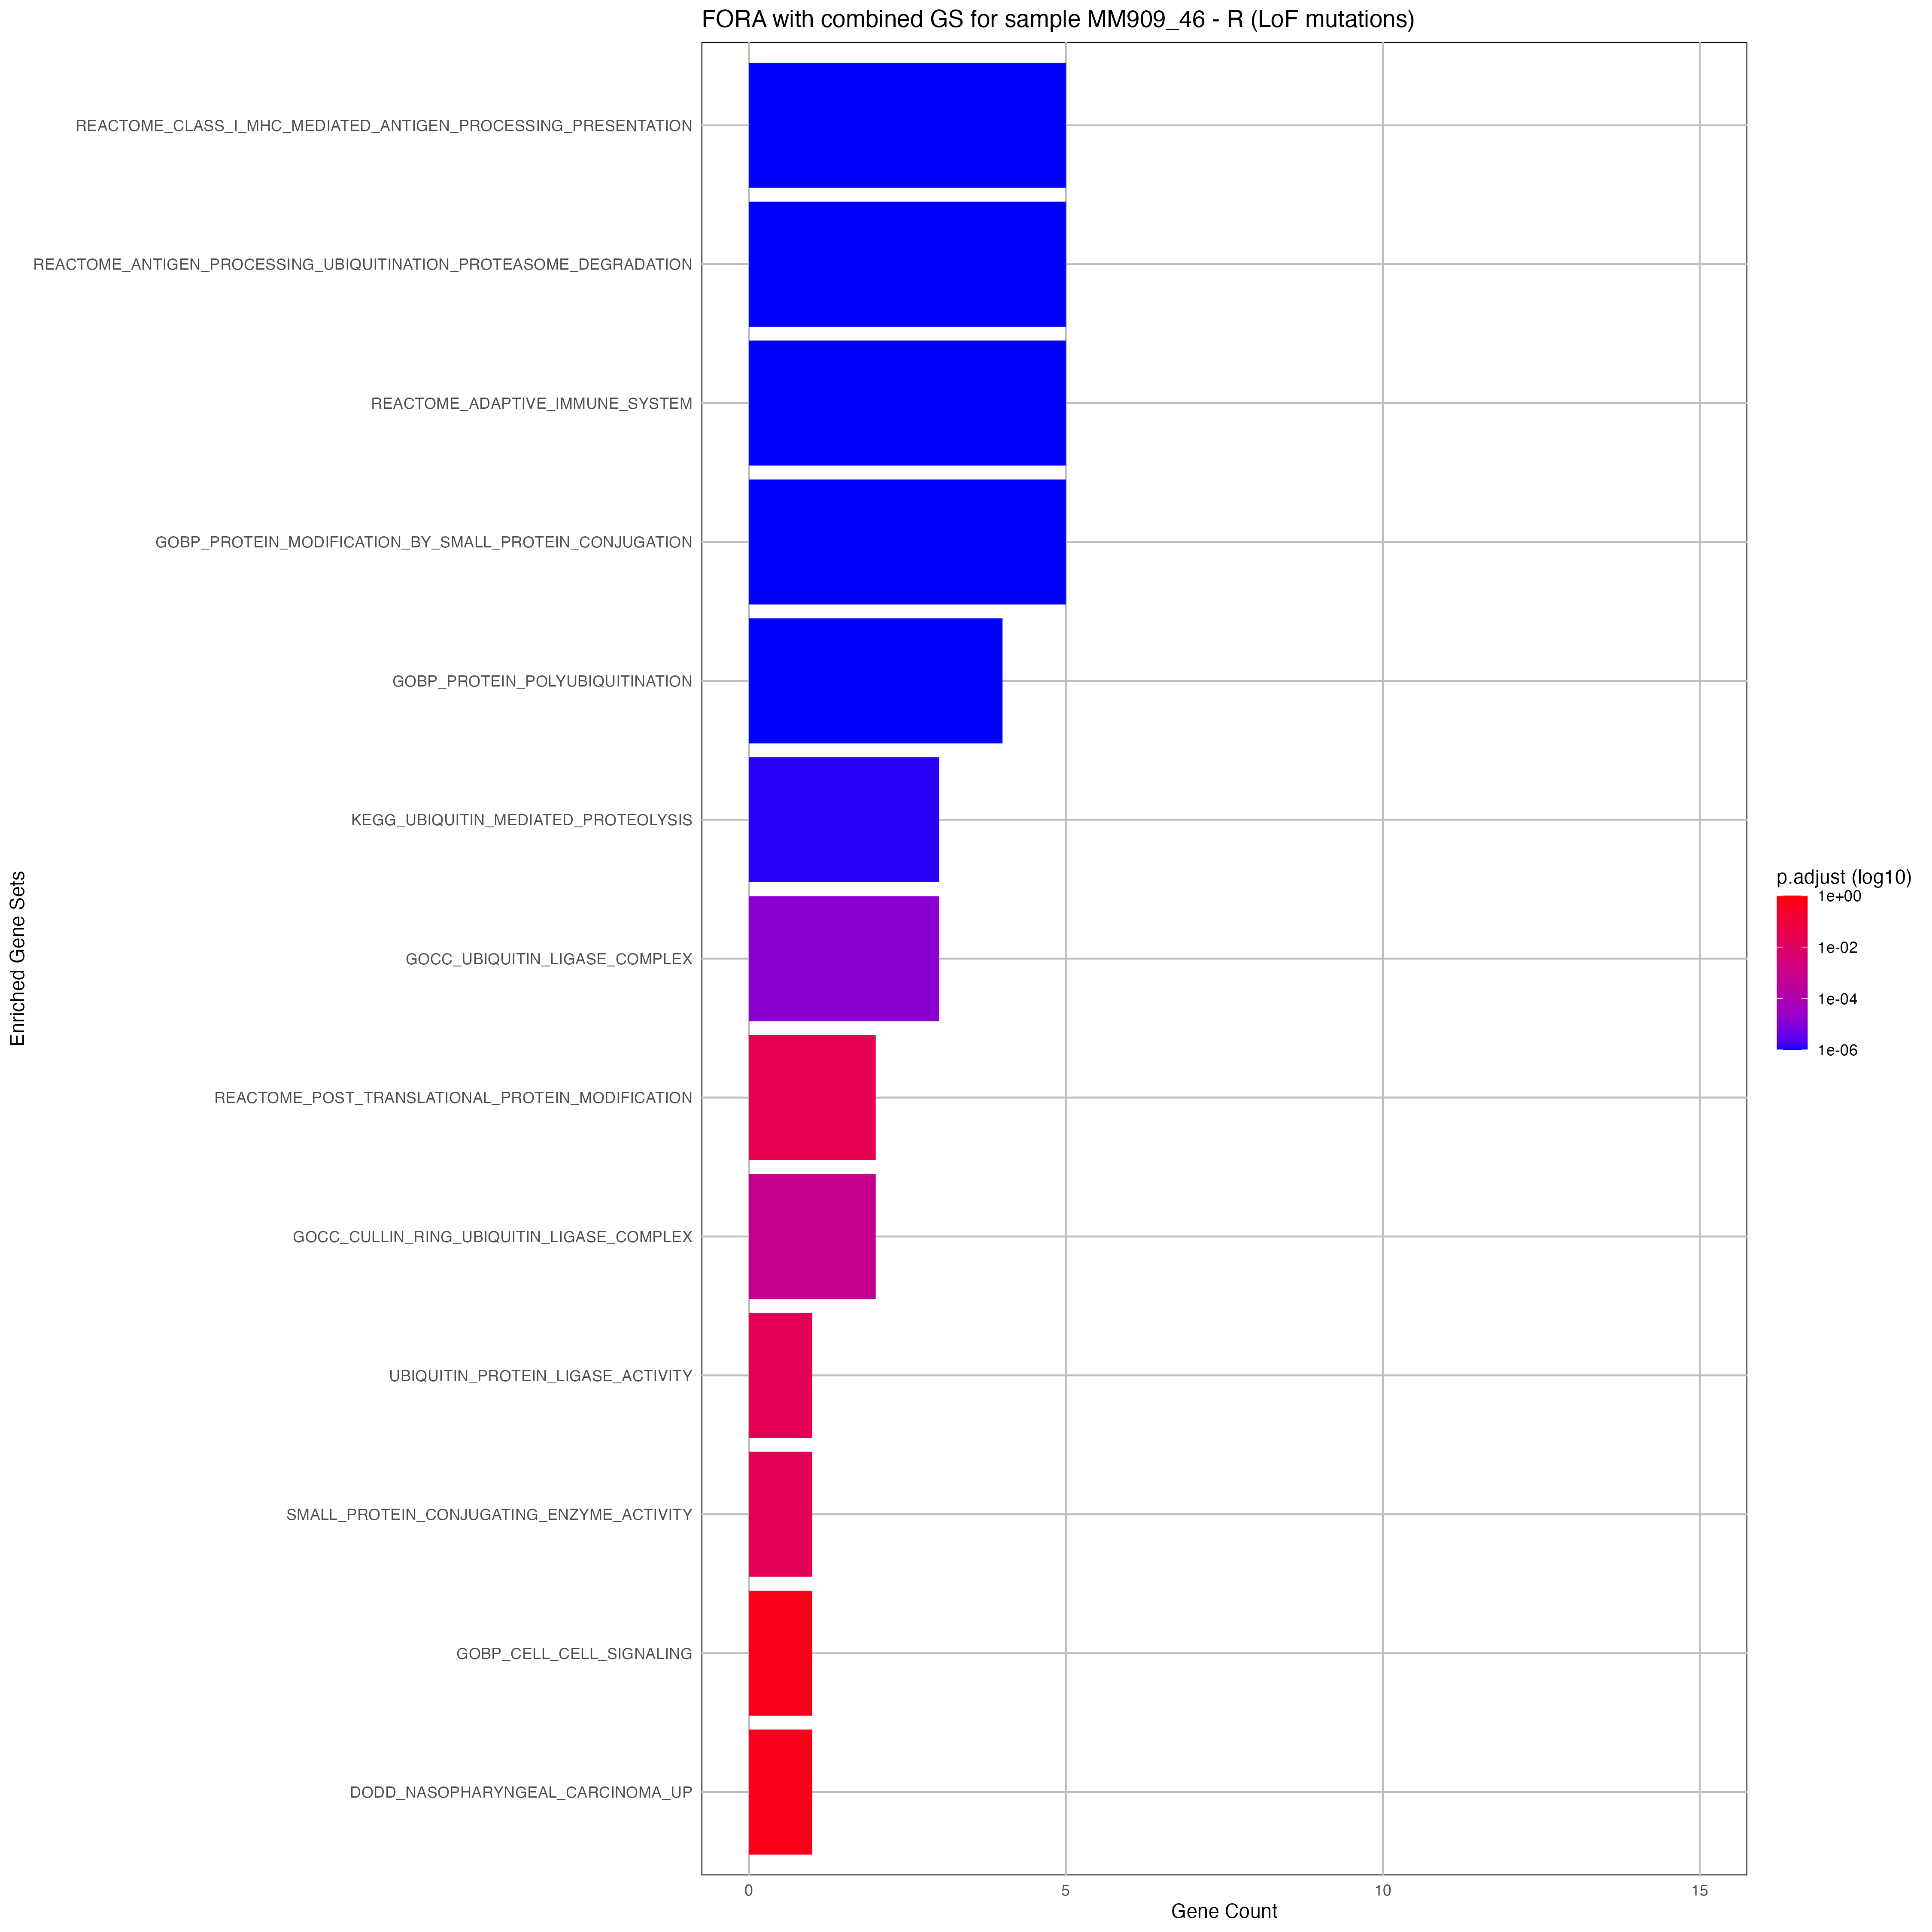 FORA with combined GS for sample MM909_46 - R (LoF mutations)
REACTOME_CLASS_I_MHC_MEDIATED_ANTIGEN_PROCESSING_PRESENTATION
REACTOME_ANTIGEN_PROCESSING_UBIQUITINATION_PROTEASOME_DEGRADATION
REACTOME_ADAPTIVE_IMMUNE_SYSTEM
GOBP_PROTEIN_MODIFICATION_BY_SMALL_PROTEIN_CONJUGATION
GOBP_PROTEIN_POLYUBIQUITINATION
KEGG_UBIQUITIN_MEDIATED_PROTEOLYSIS
GOCC_UBIQUITIN_LIGASE_COMPLEX
REACTOME_POST_TRANSLATIONAL_PROTEIN_MODIFICATION
GOCC_CULLIN_RING_UBIQUITIN_LIGASE_COMPLEX
UBIQUITIN_PROTEIN_LIGASE_ACTIVITY
SMALL_PROTEIN_CONJUGATING_ENZYME_ACTIVITY
GOBP_CELL_CELL_SIGNALING
DODD_NASOPHARYNGEAL_CARCINOMA_UP
Enriched Gene Sets
0 5 10 15
Gene Count
p.adjust (log10)
1e+00
1e-02
1e-04
1e-06